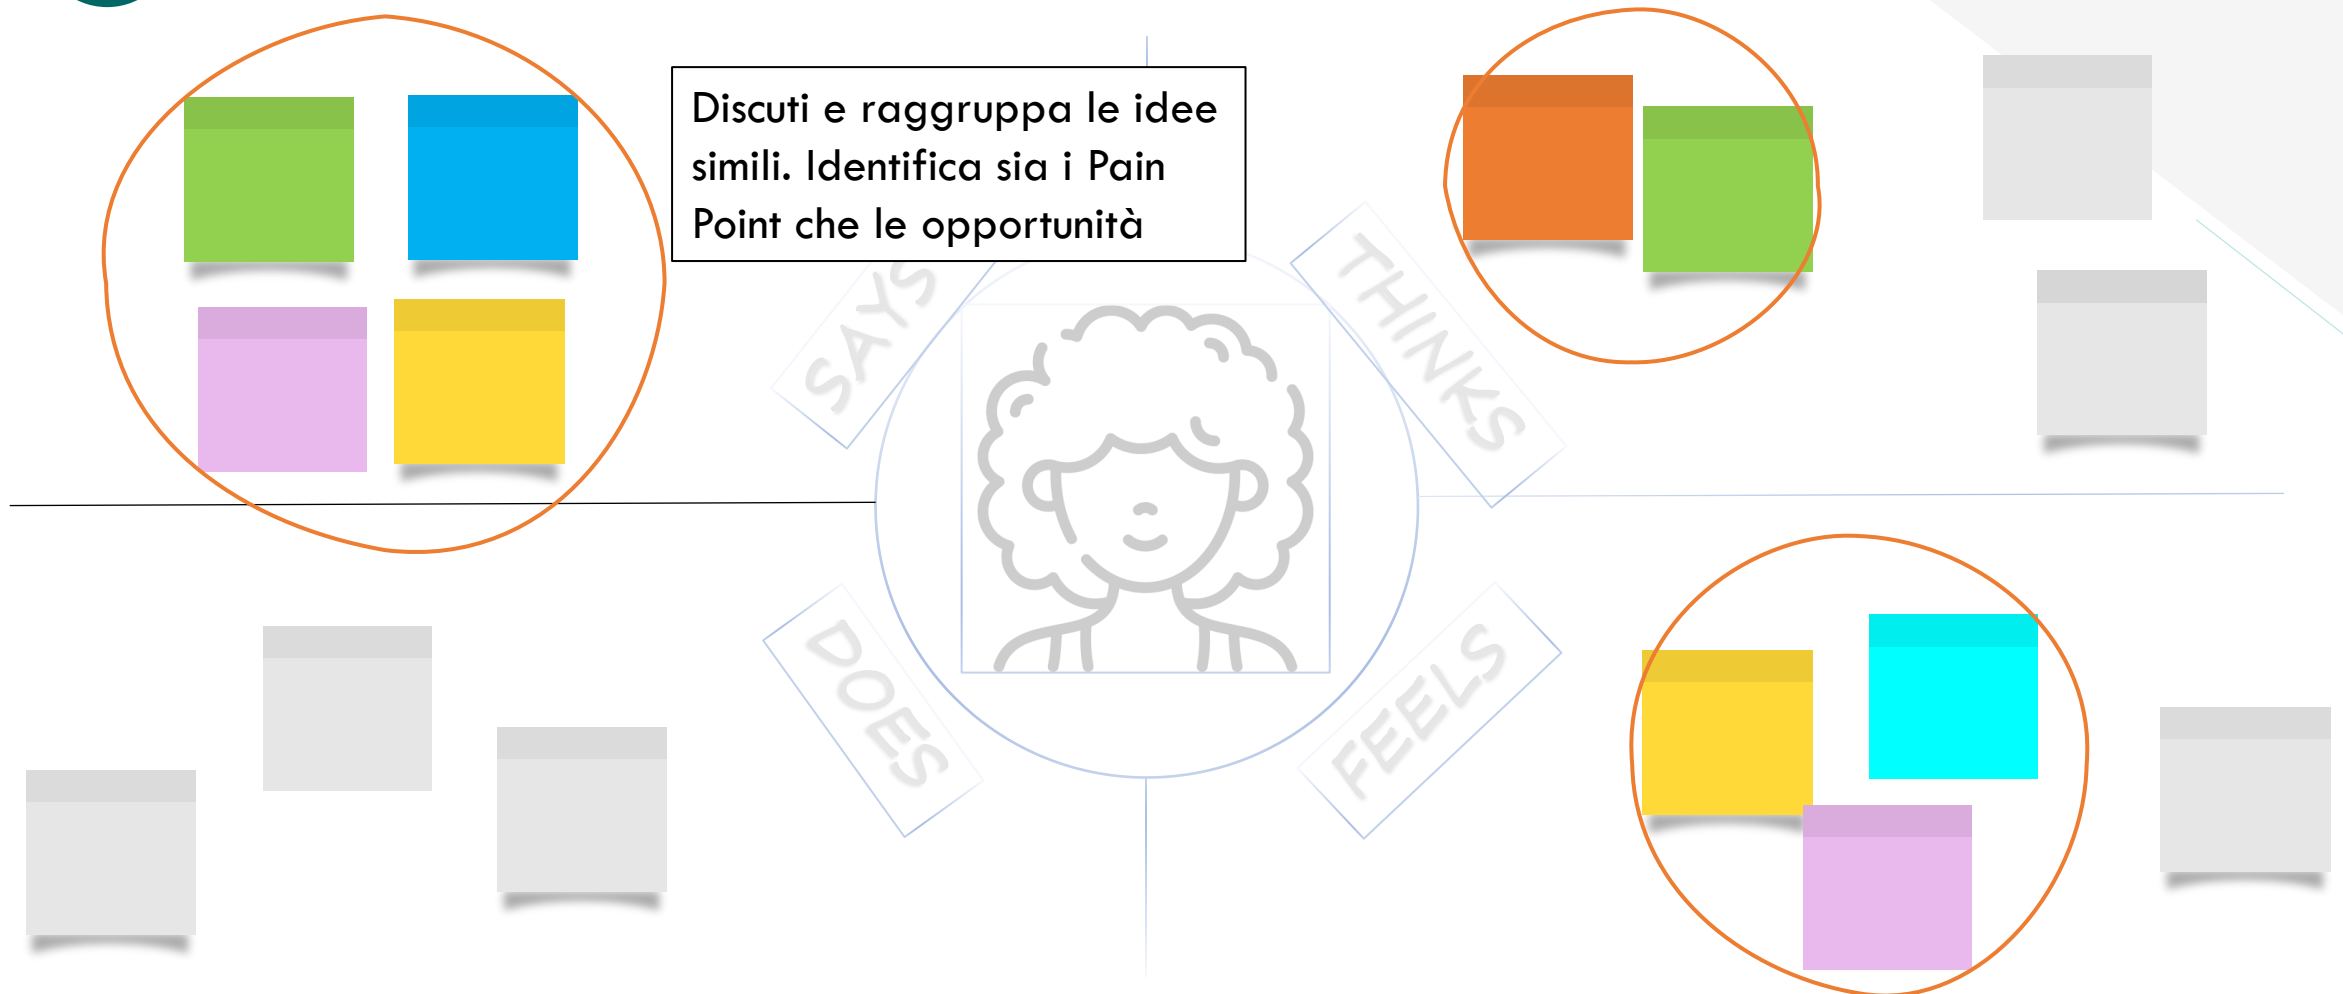 Discuti e raggruppa le idee
simili. Identifica sia i Pain
Point che le opportunità
SAYS
THINKS
DOES
FEELS